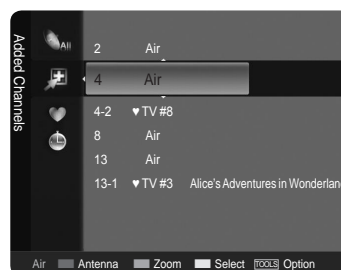 Added Channels
All
2 Air
4 Air
4-2 ♥ TV #8
8 Air
13 Air
13-1 ♥ TV #3 Alice's Adventures in Wonderlan
Air Antenna Zoom Select TOOLS Option